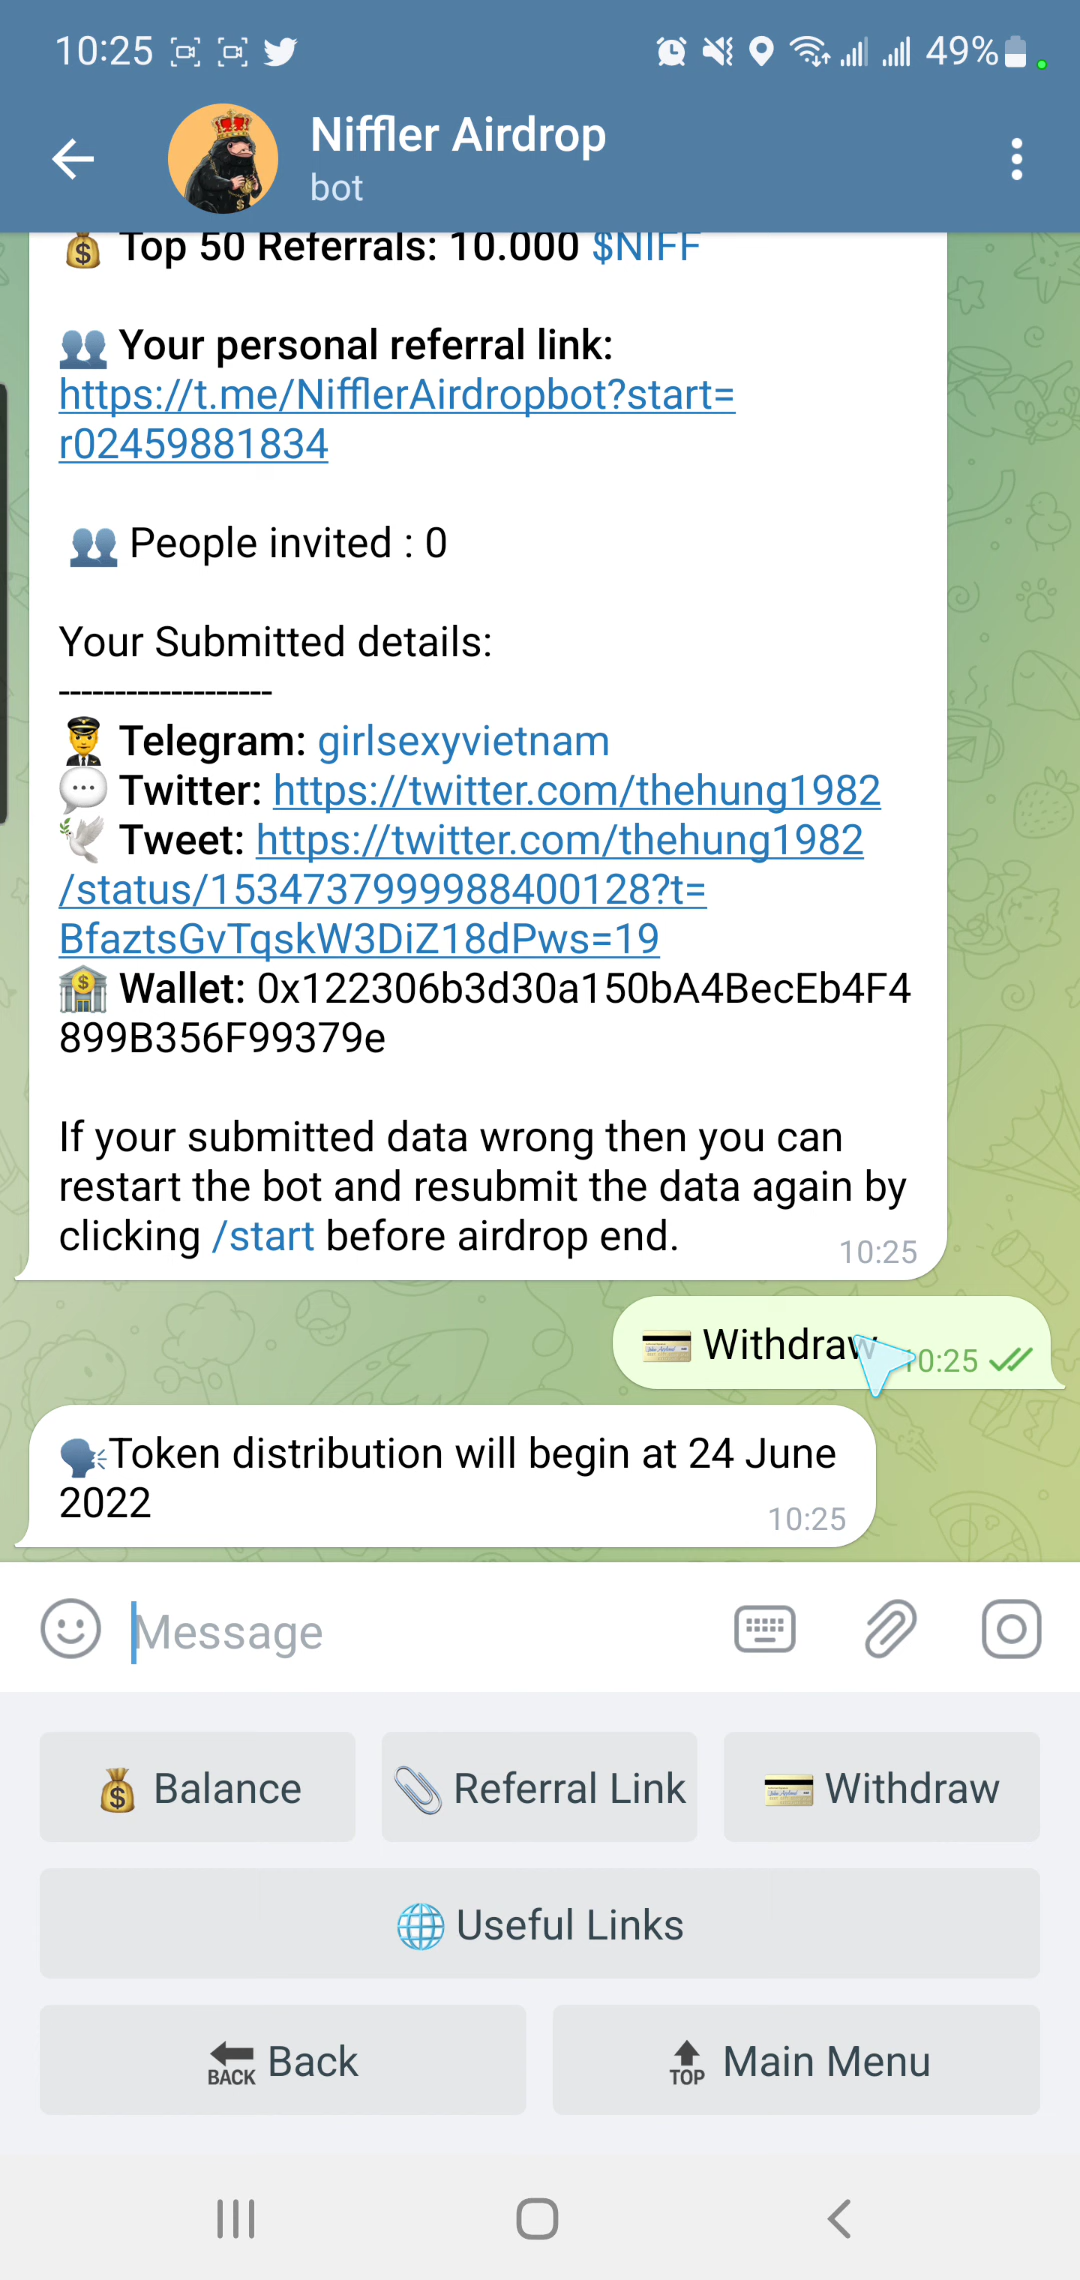 10:25
49%
Niffler Airdrop
bot
Top 50 Referrals: 10.000 $NIFF
Your personal referral link:
https://t.me/NifflerAirdropbot?start=
r02459881834
People invited : 0
Your Submitted details:
-------------------
Telegram: girlsexyvietnam
Twitter: https://twitter.com/thehung1982
Tweet: https://twitter.com/thehung1982
/status/1534737999988400128?t=
BfaztsGvTqskW3DiZ18dPws=19
Wallet: 0x122306b3d30a150bA4BecEb4F4
899B356F99379e
If your submitted data wrong then you can
restart the bot and resubmit the data again by
clicking /start before airdrop end.
10:25
Withdraw
10:25
Token distribution will begin at 24 June
2022
10:25
Message
Balance
Referral Link
Withdraw
Useful Links
BACK Back
TOP Main Menu